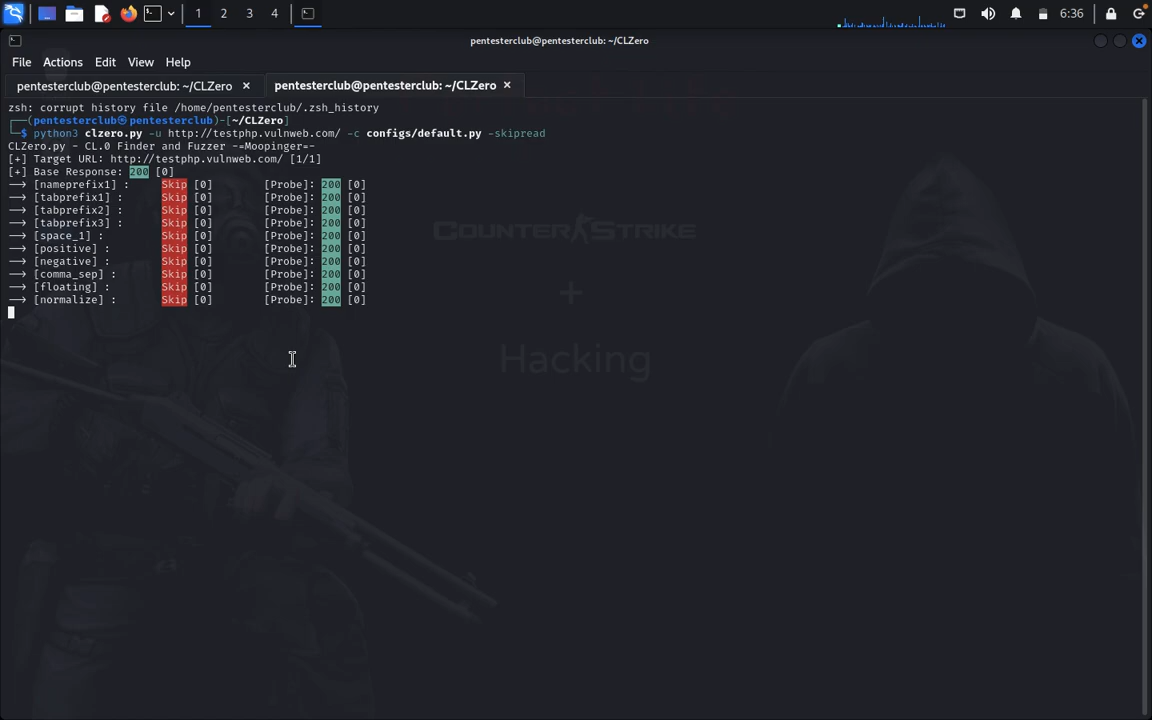 1 2 3 4 6:36
pentesterclub@pentesterclub: ~/CLZero
File Actions Edit View Help
pentesterclub@pentesterclub: ~/CLZero × pentesterclub@pentesterclub: ~/CLZero ×
zsh: corrupt history file /home/pentesterclub/.zsh_history
┌──(pentesterclub㉿pentesterclub)-[~/CLZero]
└─$ python3 clzero.py -u http://testphp.vulnweb.com/ -c configs/default.py -skipread
CLZero.py - CL.0 Finder and Fuzzer -=Moopinger=-
[+] Target URL: http://testphp.vulnweb.com/ [1/1]
[+] Base Response: 200 [0]
⟶ [nameprefix1] : Skip [0] [Probe]: 200 [0]
⟶ [tabprefix1] : Skip [0] [Probe]: 200 [0]
⟶ [tabprefix2] : Skip [0] [Probe]: 200 [0]
⟶ [tabprefix3] : Skip [0] [Probe]: 200 [0]
⟶ [space_1] : Skip [0] [Probe]: 200 [0]
⟶ [positive] : Skip [0] [Probe]: 200 [0]
⟶ [negative] : Skip [0] [Probe]: 200 [0]
⟶ [comma_sep] : Skip [0] [Probe]: 200 [0]
⟶ [floating] : Skip [0] [Probe]: 200 [0]
⟶ [normalize] : Skip [0] [Probe]: 200 [0]
COUNTER STRIKE
+
Hacking